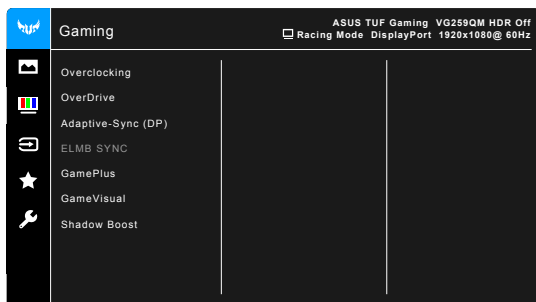 Gaming
ASUS TUF Gaming VG259QM HDR Off
Racing Mode DisplayPort 1920x1080@ 60Hz
Overclocking
OverDrive
Adaptive-Sync (DP)
ELMB SYNC
GamePlus
GameVisual
Shadow Boost